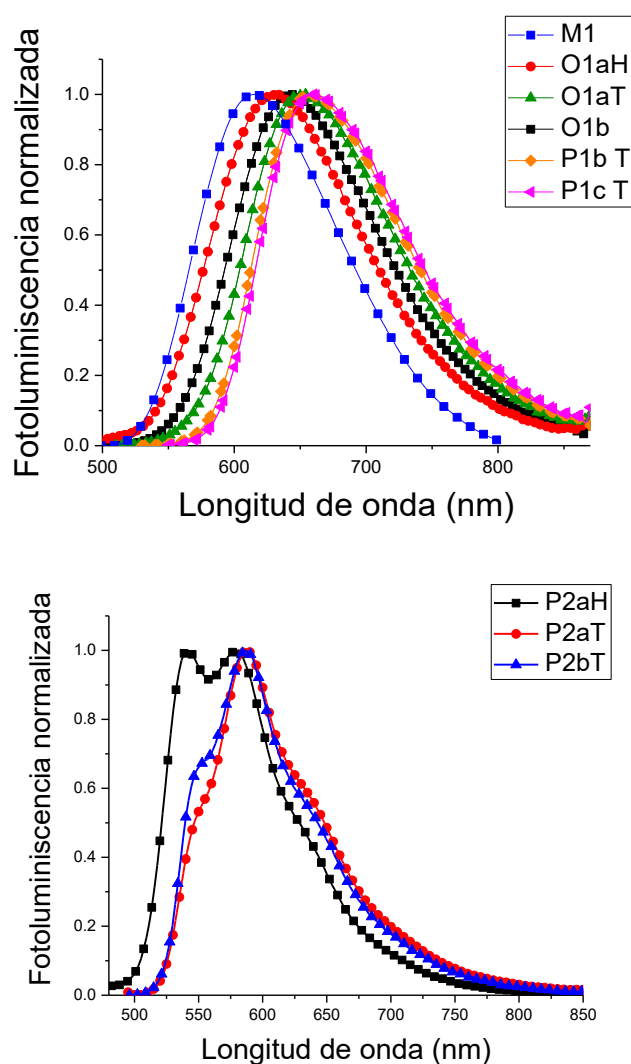 M1
O1aH
O1aT
O1b
P1b T
P1c T
Fotoluminiscencia normalizada
1.0
0.8
0.6
0.4
0.2
0.0
500 600 700 800
Longitud de onda (nm)
P2aH
P2aT
P2bT
Fotoluminiscencia normalizada
1.0
0.8
0.6
0.4
0.2
0.0
500 550 600 650 700 750 800 850
Longitud de onda (nm)